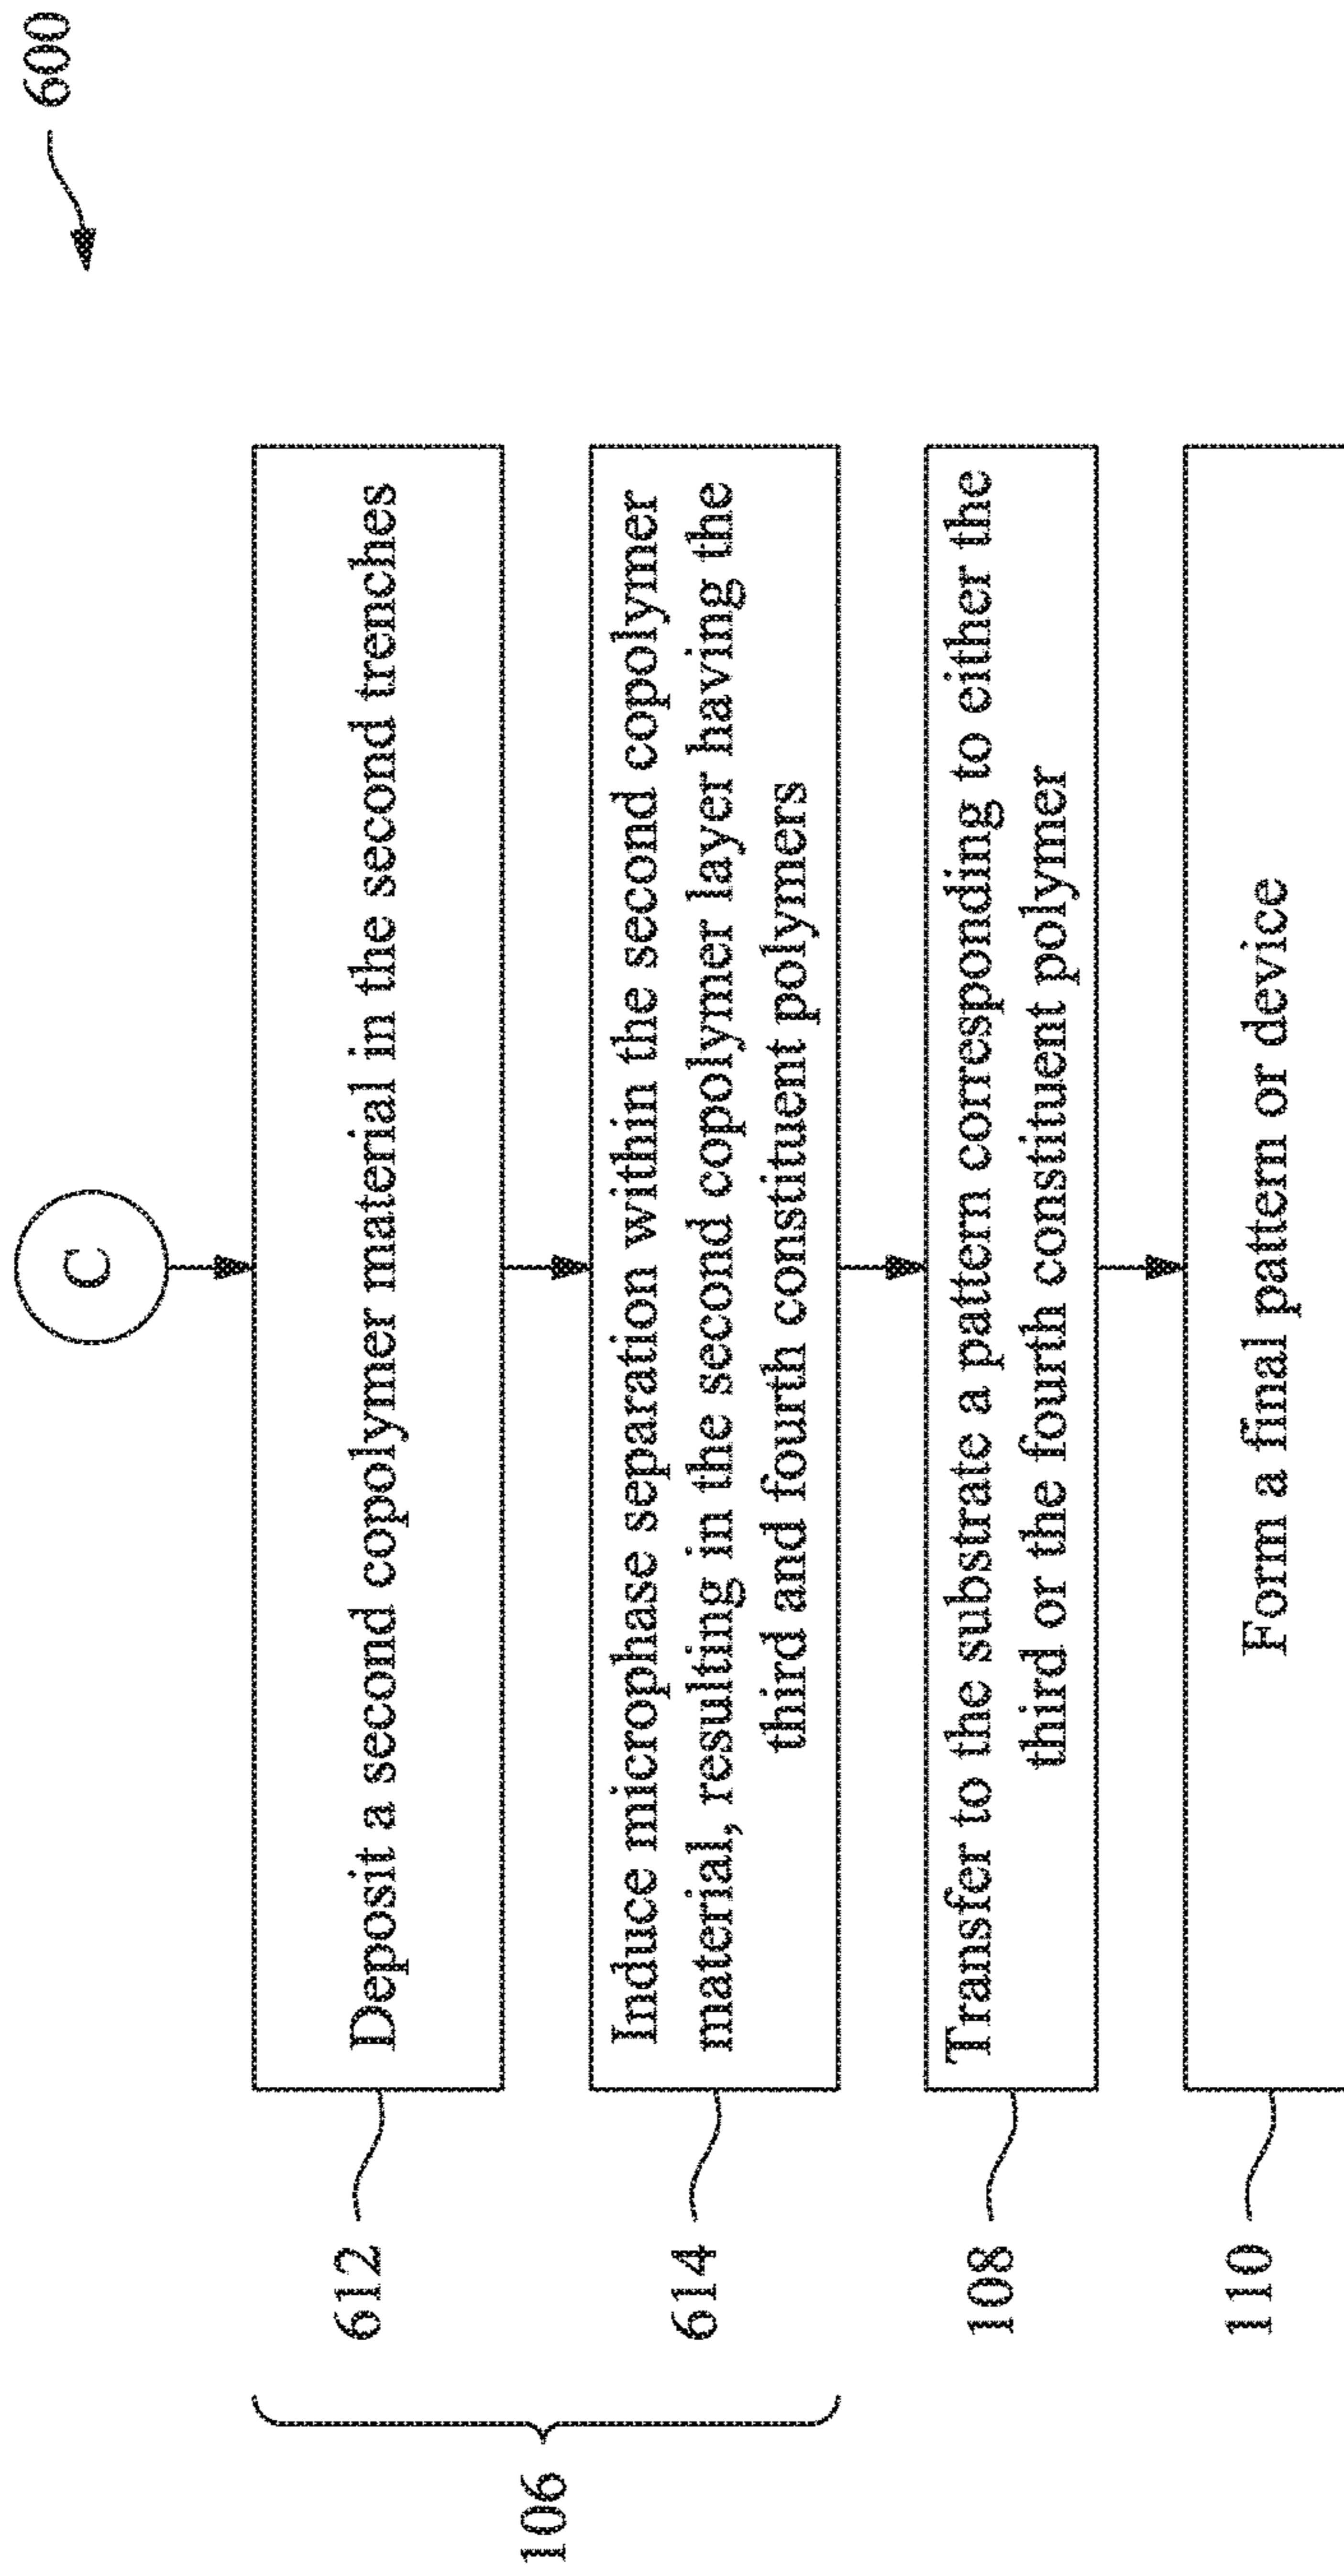 600
C
106
612
Deposit a second copolymer material in the second trenches
614
Induce microphase separation within the second copolymer
material, resulting in the second copolymer layer having the
third and fourth constituent polymers
108
Transfer to the substrate a pattern corresponding to either the
third or the fourth constituent polymer
110
Form a final pattern or device